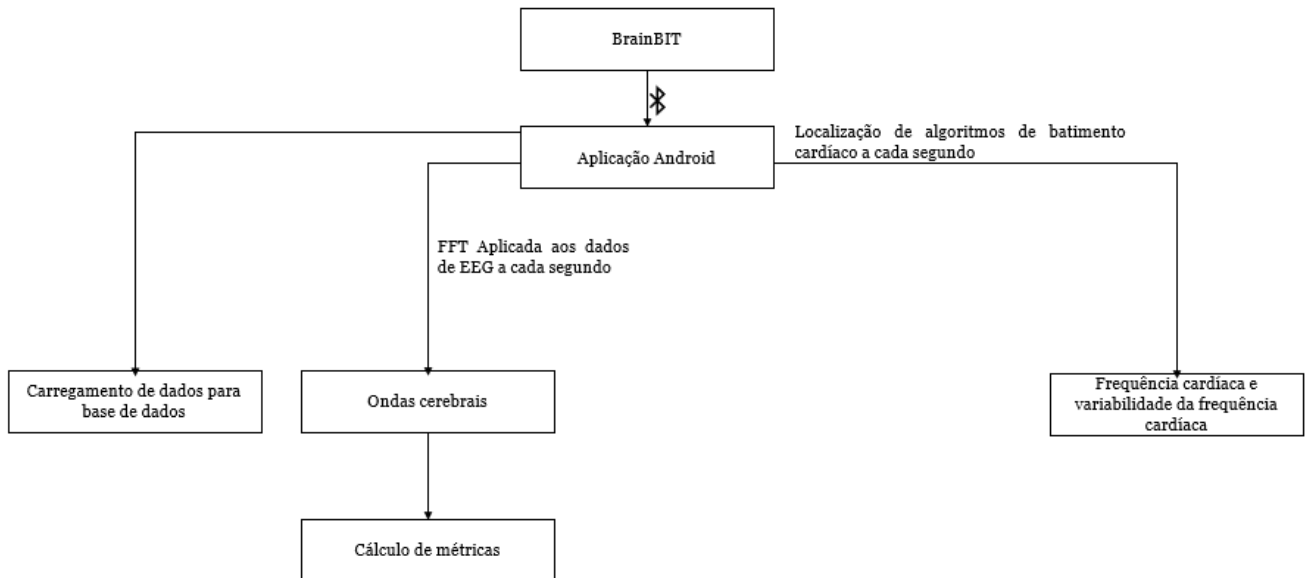 BrainBIT
Aplicação Android
Localização de algoritmos de batimento
cardíaco a cada segundo
FFT Aplicada aos dados
de EEG a cada segundo
Carregamento de dados para
base de dados
Ondas cerebrais
Frequência cardíaca e
variabilidade da frequência
cardíaca
Cálculo de métricas